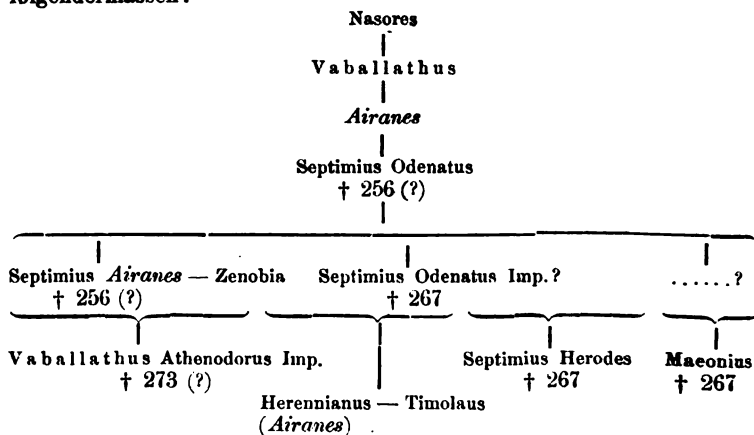 folgendermassen:
Nasores
Vaballathus
Airanes
Septimius Odenatus
† 256 (?)
Septimius Airanes — Zenobia Septimius Odenatus Imp. ? ......?
† 256 (?) † 267
Vaballathus Athenodorus Imp. Septimius Herodes Maeonius
† 273 (?) † 267 † 267
Herennianus — Timolaus
(Airanes)